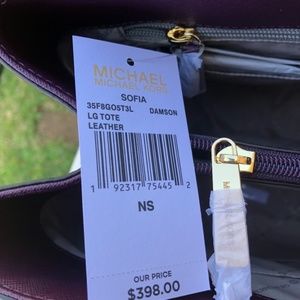 MICHAEL
MICHAEL KORS
SOFIA
35F8GO5T3L DAMSON
LG TOTE
LEATHER
1 92317 75445 2
NS
OUR PRICE
$398.00